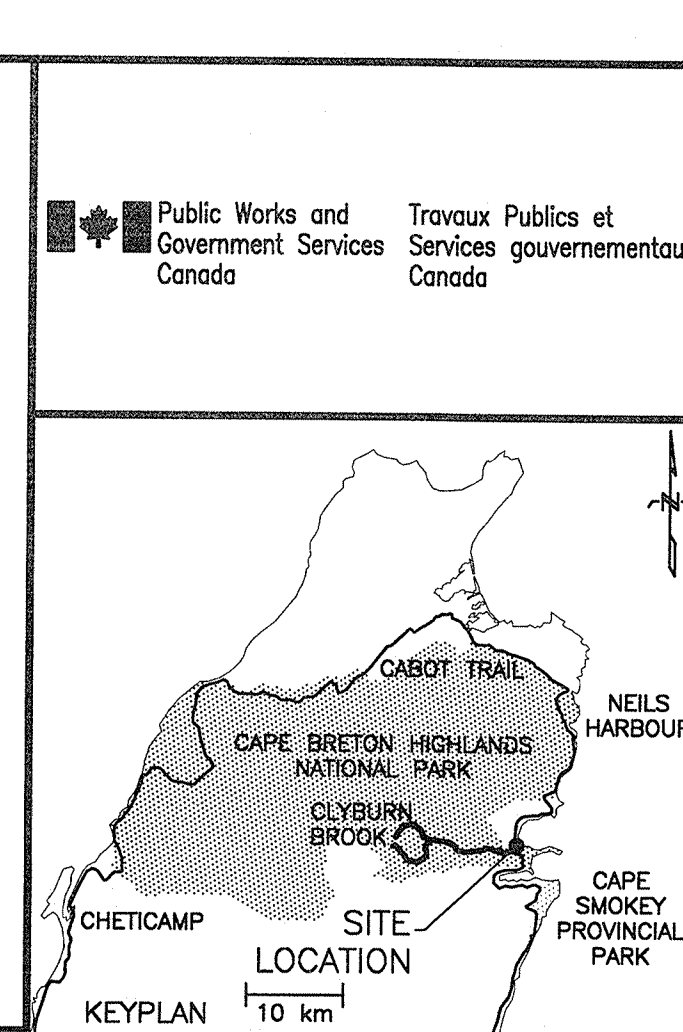 Public Works and
Government Services
Canada
Travaux Publics et
Services gouvernementau
Canada
N
CABOT TRAIL
NEILS
HARBOUR
CAPE BRETON HIGHLANDS
NATIONAL PARK
CLYBURN
BROOK
CAPE
SMOKEY
PROVINCIAL
PARK
CHETICAMP
SITE
LOCATION
KEYPLAN
10 km